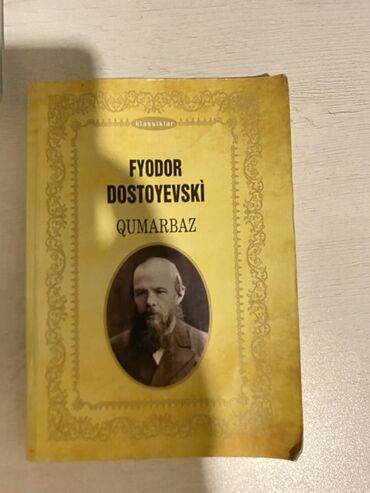 klassiklər
FYODOR
DOSTOYEVSKİ
QUMARBAZ